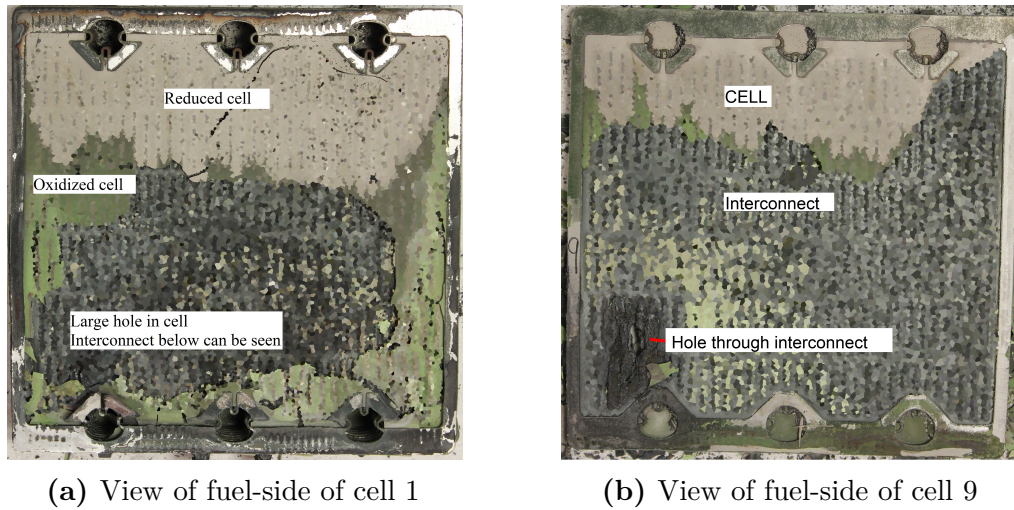 Reduced cell
Oxidized cell
Large hole in cell
Interconnect below can be seen
CELL
Interconnect
Hole through interconnect
(a) View of fuel-side of cell 1
(b) View of fuel-side of cell 9